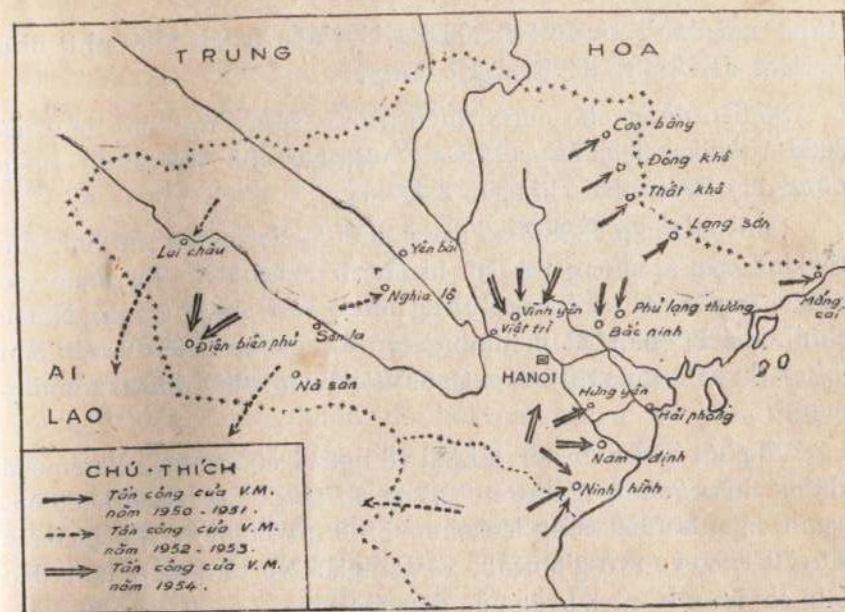 TRUNG HOA
Cao bằng
Đông khê
Thất khê
Lạng sơn
Móng cái
Lai châu
Yên bái
Nghĩa lộ
Vĩnh yên
Việt trì
Phủ lạng thương
Bắc ninh
Điện biên phủ
Sơn la
Nà sản
HANOI
AI
LAO
Hưng yên
Hải phòng
Nam định
Ninh bình
CHÚ-THÍCH
Tấn công của V.M.
năm 1950-1951.
Tấn công của V.M.
năm 1952-1953.
Tấn công của V.M.
năm 1954.